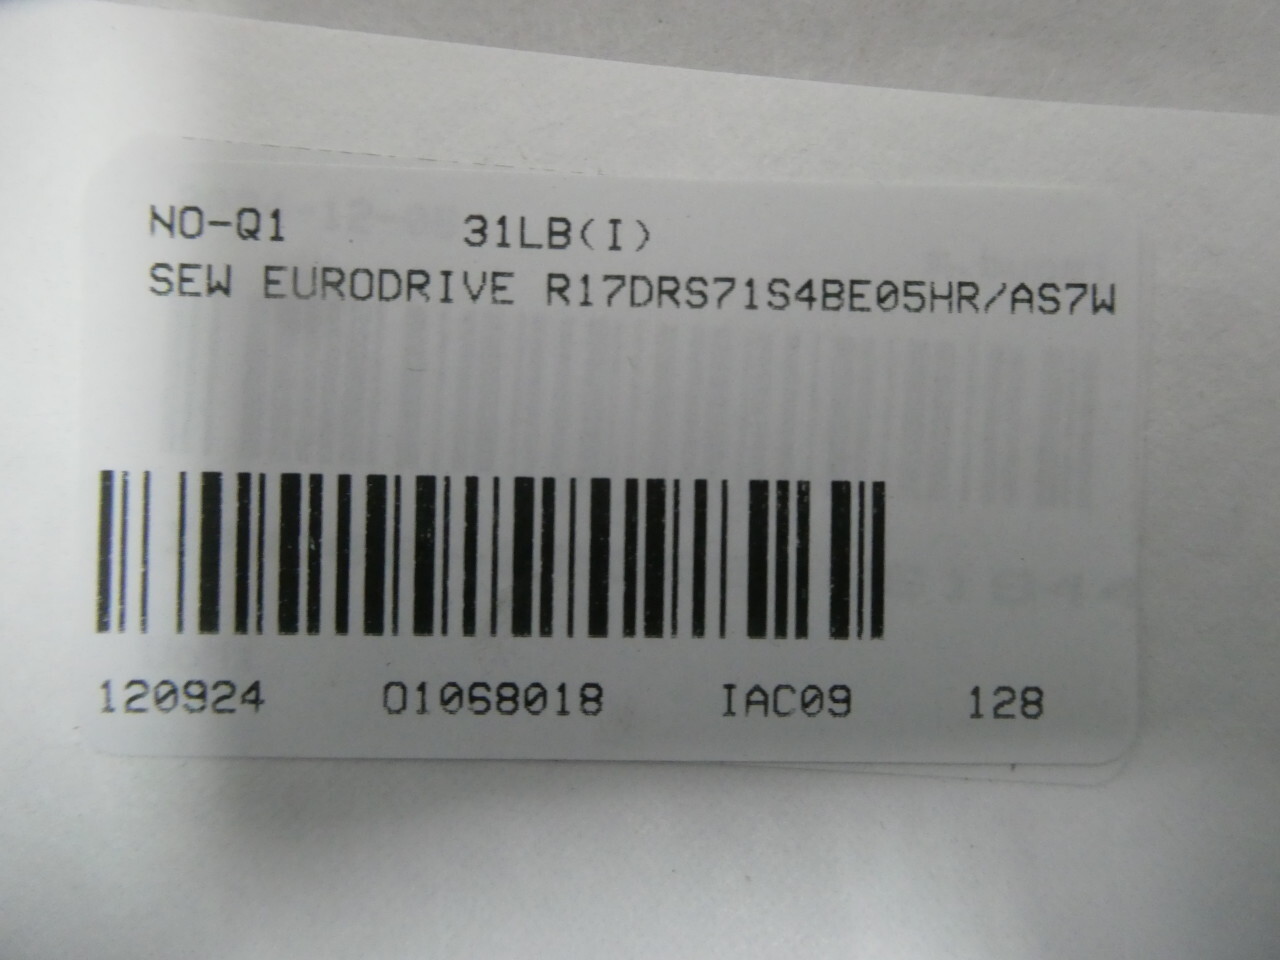 NO-Q1 31LB(I)
SEW EURODRIVE R17DRS71S4BE05HR/AS7W
120924 01068018 IAC09 128